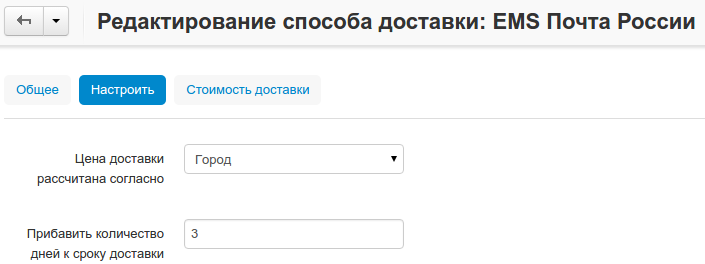 Редактирование способа доставки: EMS Почта России
Общее Настроить Стоимость доставки
Цена доставки
рассчитана согласно
Город
Прибавить количество
дней к сроку доставки
3